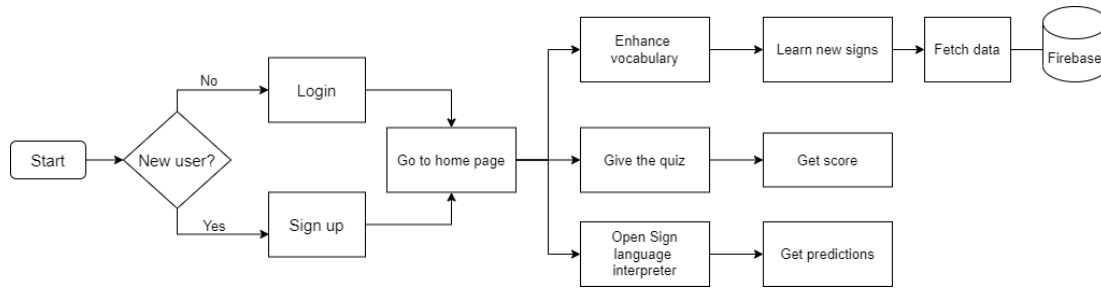 Start
New user?
No
Yes
Login
Sign up
Go to home page
Enhance
vocabulary
Learn new signs
Fetch data
Firebase
Give the quiz
Get score
Open Sign
language
interpreter
Get predictions